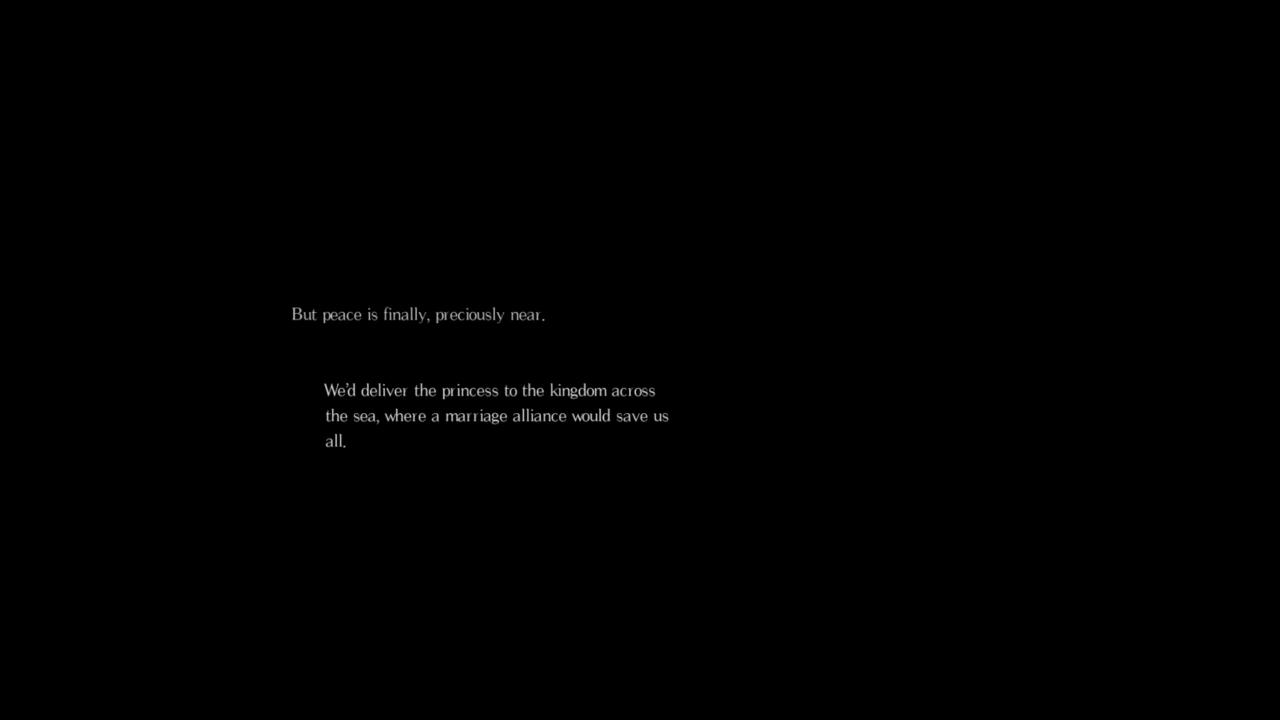 But peace is finally, preciously near.
We'd deliver the princess to the kingdom across
the sea, where a marriage alliance would save us
all.